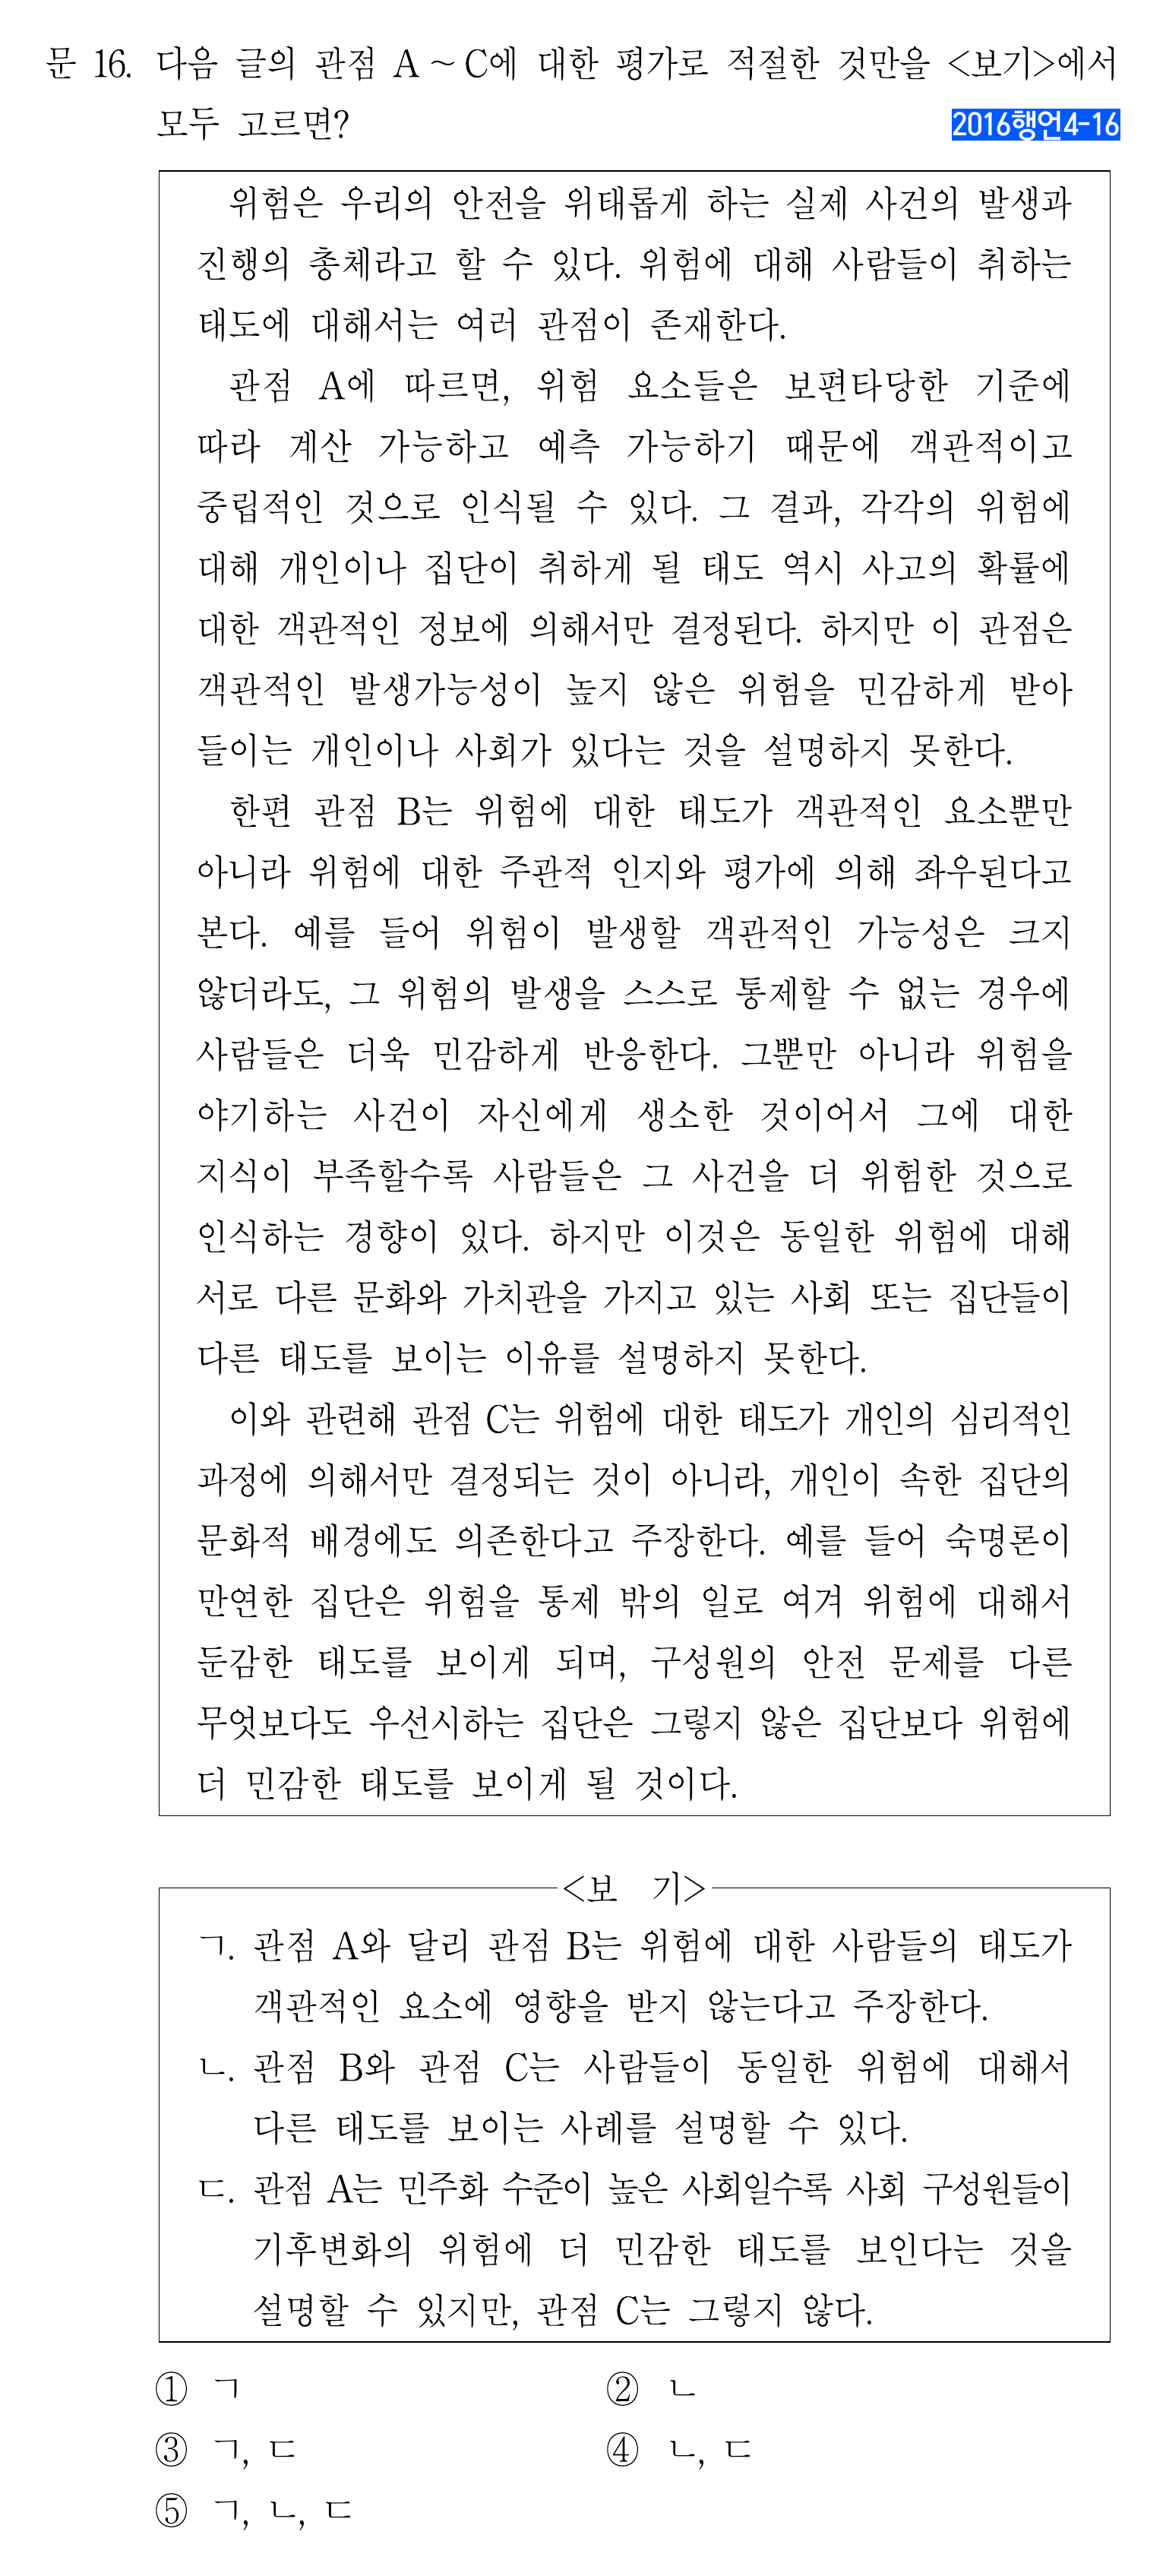 문 16. 다음 글의 관점 A ~ C에 대한 평가로 적절한 것만을 <보기>에서
모두 고르면?
2016행언4-16
위험은 우리의 안전을 위태롭게 하는 실제 사건의 발생과
진행의 총체라고 할 수 있다. 위험에 대해 사람들이 취하는
태도에 대해서는 여러 관점이 존재한다.
관점 A에 따르면, 위험 요소들은 보편타당한 기준에
따라 계산 가능하고 예측 가능하기 때문에 객관적이고
중립적인 것으로 인식될 수 있다. 그 결과, 각각의 위험에
대해 개인이나 집단이 취하게 될 태도 역시 사고의 확률에
대한 객관적인 정보에 의해서만 결정된다. 하지만 이 관점은
객관적인 발생가능성이 높지 않은 위험을 민감하게 받아
들이는 개인이나 사회가 있다는 것을 설명하지 못한다.
한편 관점 B는 위험에 대한 태도가 객관적인 요소뿐만
아니라 위험에 대한 주관적 인지와 평가에 의해 좌우된다고
본다. 예를 들어 위험이 발생할 객관적인 가능성은 크지
않더라도, 그 위험의 발생을 스스로 통제할 수 없는 경우에
사람들은 더욱 민감하게 반응한다. 그뿐만 아니라 위험을
야기하는 사건이 자신에게 생소한 것이어서 그에 대한
지식이 부족할수록 사람들은 그 사건을 더 위험한 것으로
인식하는 경향이 있다. 하지만 이것은 동일한 위험에 대해
서로 다른 문화와 가치관을 가지고 있는 사회 또는 집단들이
다른 태도를 보이는 이유를 설명하지 못한다.
이와 관련해 관점 C는 위험에 대한 태도가 개인의 심리적인
과정에 의해서만 결정되는 것이 아니라, 개인이 속한 집단의
문화적 배경에도 의존한다고 주장한다. 예를 들어 숙명론이
만연한 집단은 위험을 통제 밖의 일로 여겨 위험에 대해서
둔감한 태도를 보이게 되며, 구성원의 안전 문제를 다른
무엇보다도 우선시하는 집단은 그렇지 않은 집단보다 위험에
더 민감한 태도를 보이게 될 것이다.
<보 기>
ㄱ. 관점 A와 달리 관점 B는 위험에 대한 사람들의 태도가
객관적인 요소에 영향을 받지 않는다고 주장한다.
ㄴ. 관점 B와 관점 C는 사람들이 동일한 위험에 대해서
다른 태도를 보이는 사례를 설명할 수 있다.
ㄷ. 관점 A는 민주화 수준이 높은 사회일수록 사회 구성원들이
기후변화의 위험에 더 민감한 태도를 보인다는 것을
설명할 수 있지만, 관점 C는 그렇지 않다.
① ㄱ ② ㄴ
③ ㄱ, ㄷ ④ ㄴ, ㄷ
⑤ ㄱ, ㄴ, ㄷ